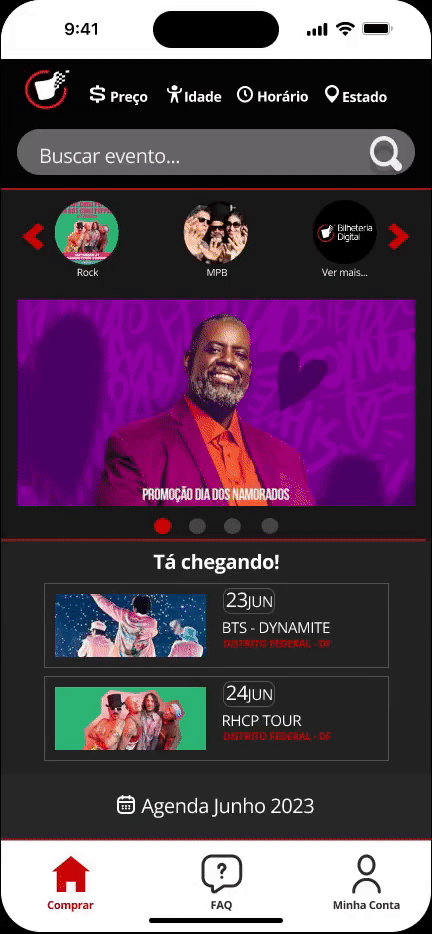 9:41
Preço
Idade
Horário
Estado
Buscar evento...
Bilheteria
Digital
Rock
MPB
Ver mais...
PROMOÇÃO DIA DOS NAMORADOS
Tá chegando!
23JUN
BTS - DYNAMITE
DISTRITO FEDERAL - DF
24JUN
RHCP TOUR
DISTRITO FEDERAL - DF
Agenda Junho 2023
Comprar
FAQ
Minha Conta